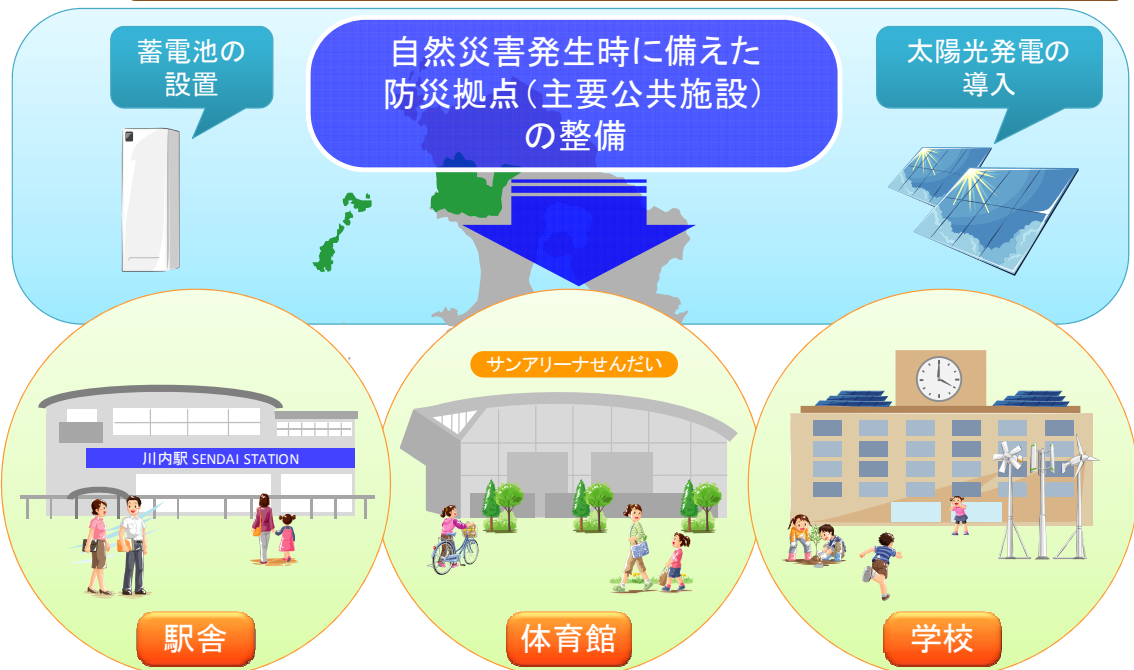 蓄電池の
設置
自然災害発生時に備えた
防災拠点（主要公共施設）
の整備
太陽光発電の
導入
サンアリーナせんだい
川内駅 SENDAI STATION
駅舎
体育館
学校